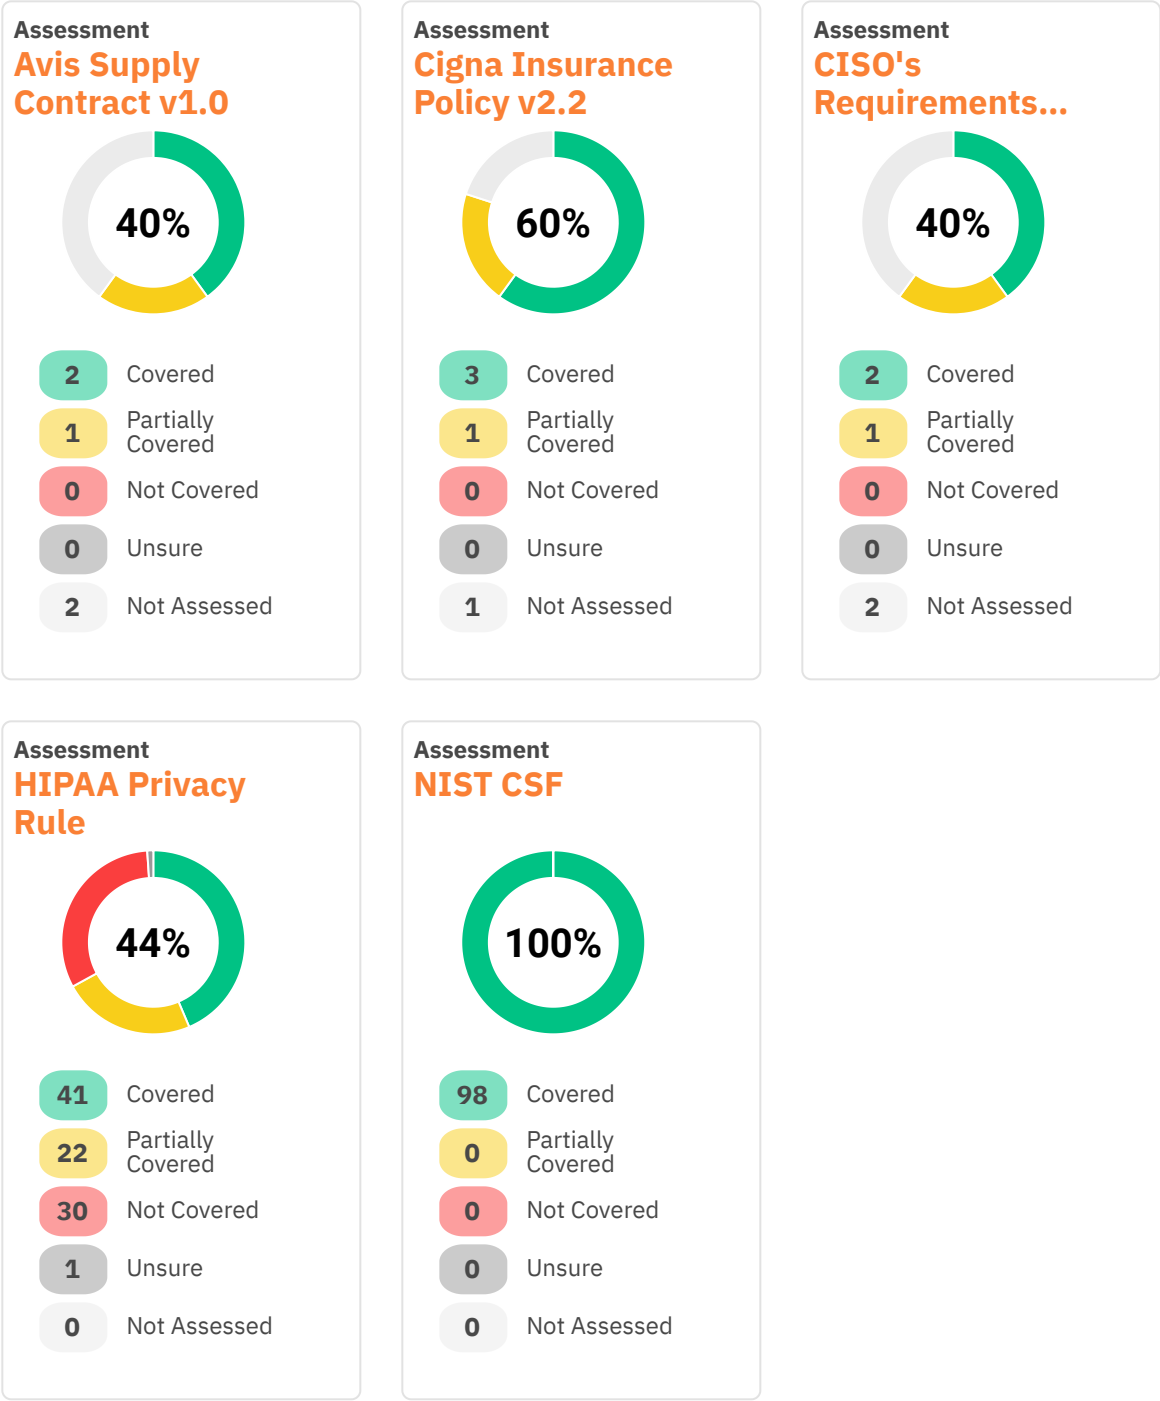 Assessment
Avis Supply
Contract v1.0
40%
2 Covered
1 Partially
Covered
0 Not Covered
0 Unsure
2 Not Assessed
Assessment
Cigna Insurance
Policy v2.2
60%
3 Covered
1 Partially
Covered
0 Not Covered
0 Unsure
1 Not Assessed
Assessment
CISO's
Requirements...
40%
2 Covered
1 Partially
Covered
0 Not Covered
0 Unsure
2 Not Assessed
Assessment
HIPAA Privacy
Rule
44%
41 Covered
22 Partially
Covered
30 Not Covered
1 Unsure
0 Not Assessed
Assessment
NIST CSF
100%
98 Covered
0 Partially
Covered
0 Not Covered
0 Unsure
0 Not Assessed